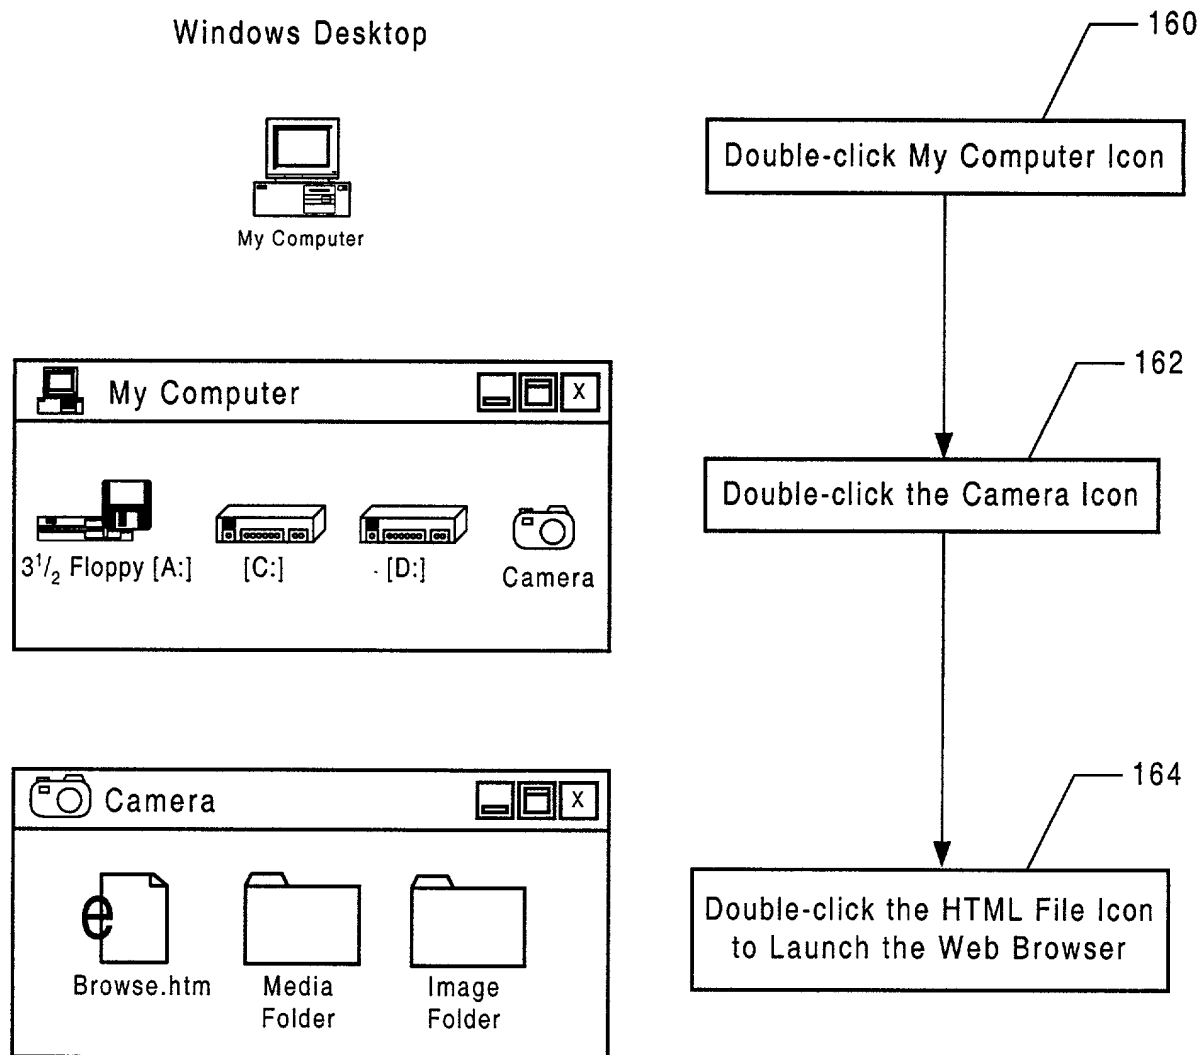 Windows Desktop
160
Double-click My Computer Icon
My Computer
My Computer
X
162
Double-click the Camera Icon
3 1/2 Floppy [A:]
[C:]
[D:]
Camera
Camera
X
164
Double-click the HTML File Icon
to Launch the Web Browser
e
Browse.htm
Media
Folder
Image
Folder